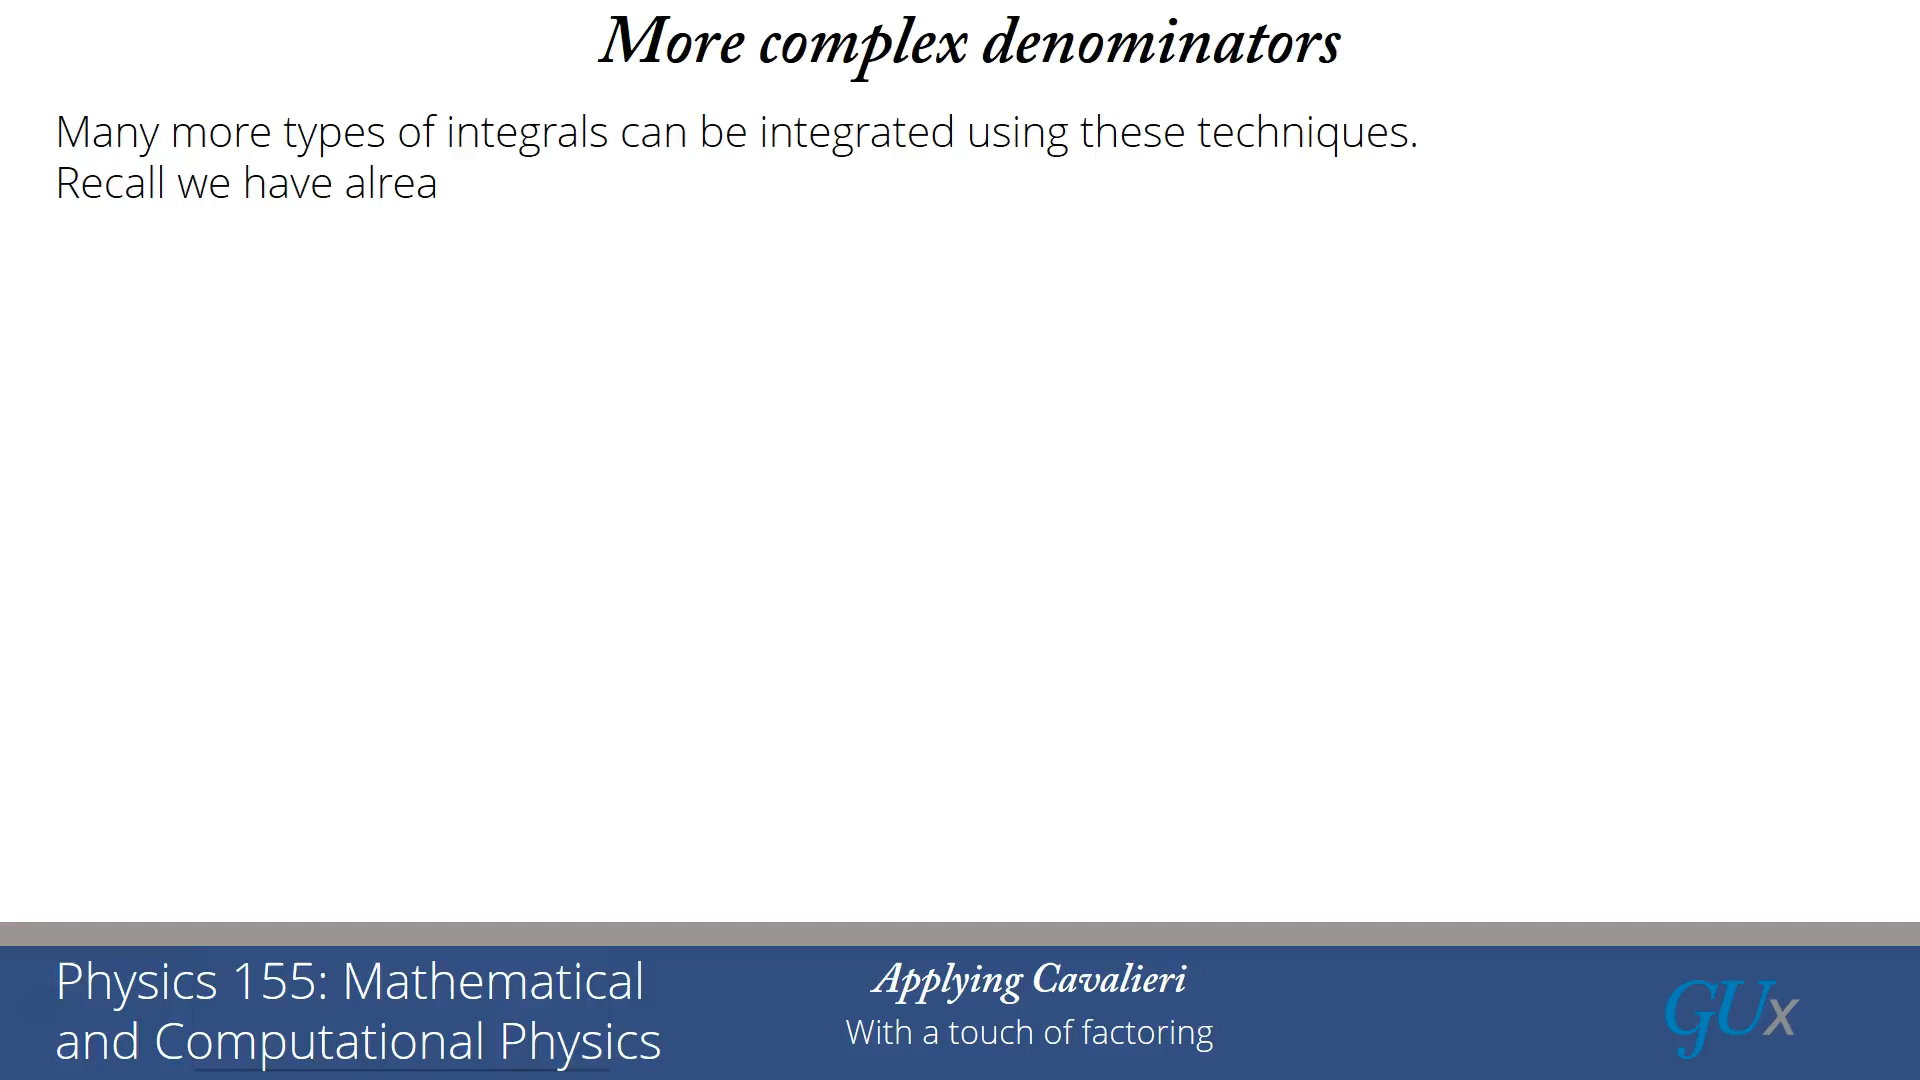 More complex denominators
Many more types of integrals can be integrated using these techniques.
Recall we have alrea
Physics 155: Mathematical
and Computational Physics
Applying Cavalieri
With a touch of factoring
GUx